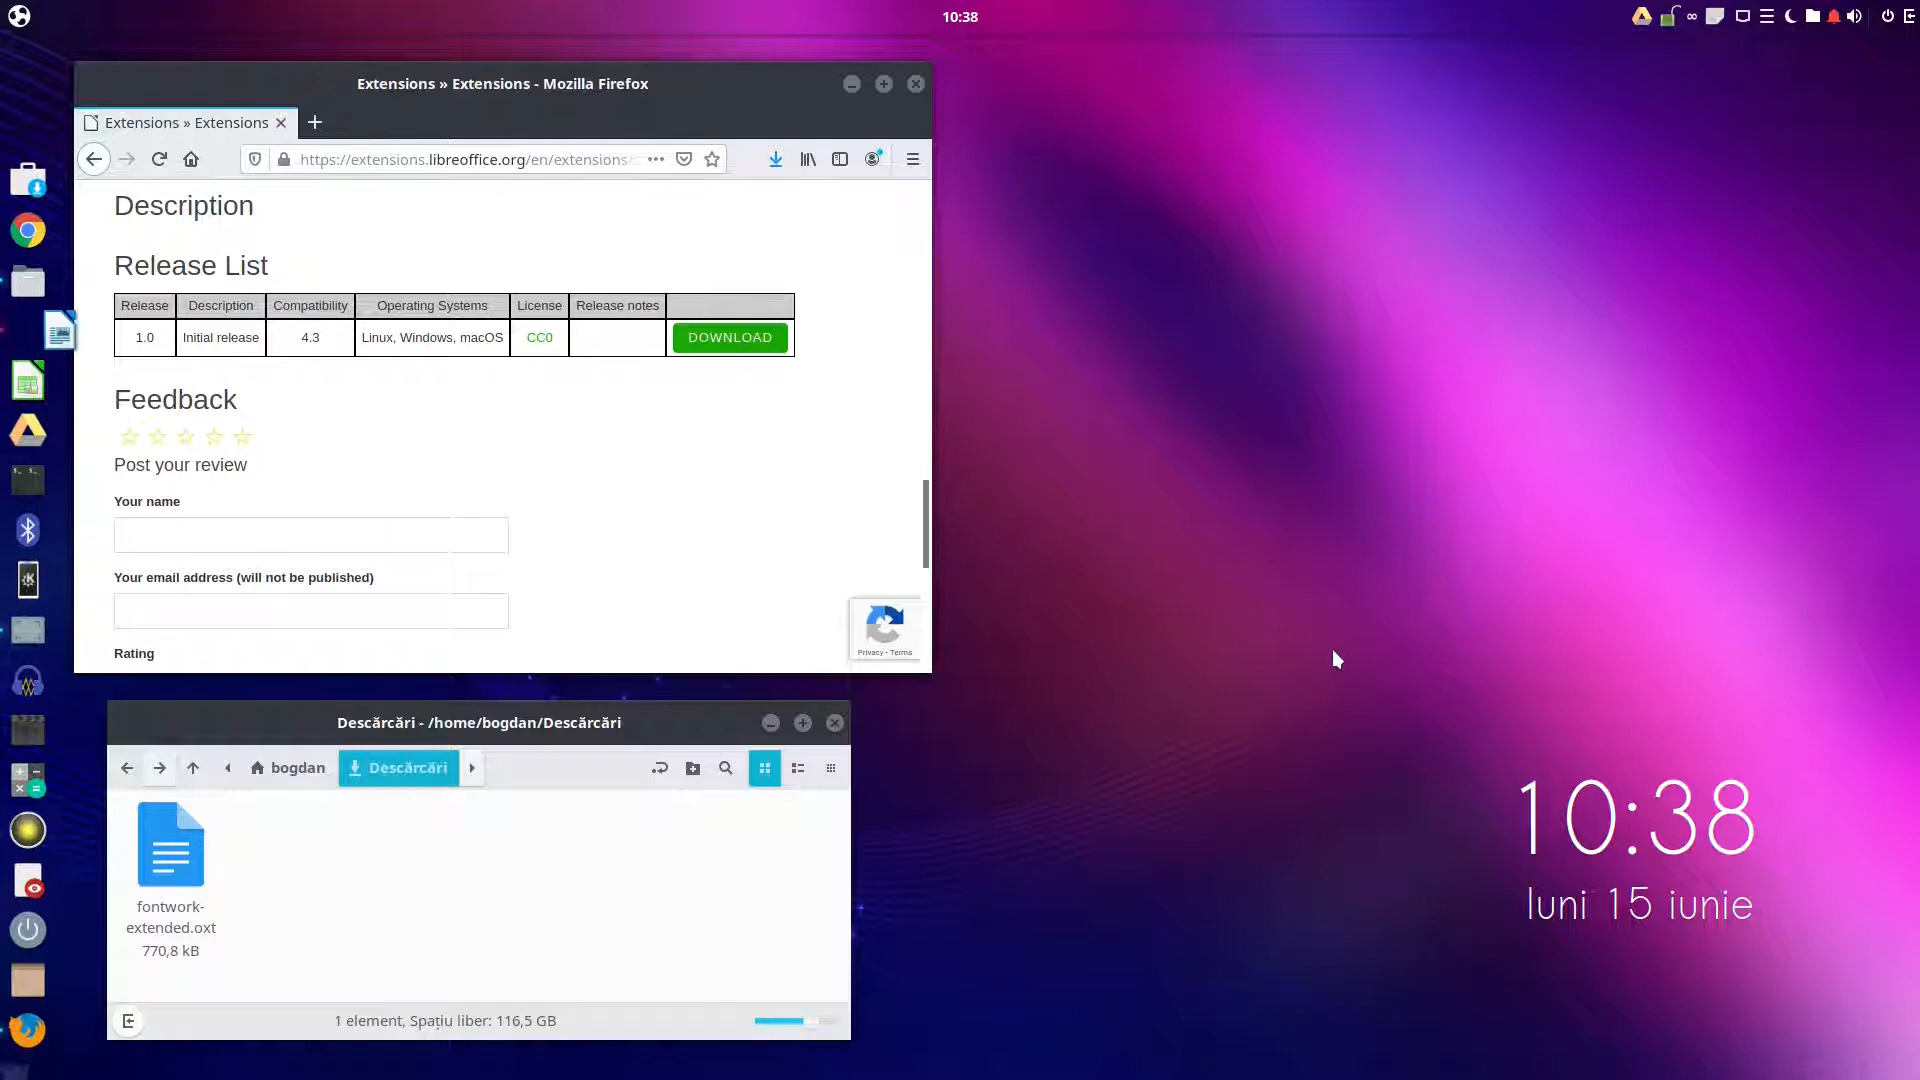 10:38
Extensions » Extensions - Mozilla Firefox
Extensions » Extensions
https://extensions.libreoffice.org/en/extensions/
Description
Release List
Release Description Compatibility Operating Systems License Release notes
1.0 Initial release 4.3 Linux, Windows, macOS CC0 DOWNLOAD
Feedback
Post your review
Your name
Your email address (will not be published)
Rating
Privacy - Terms
Descărcări - /home/bogdan/Descărcări
bogdan Descărcări
fontwork-
extended.oxt
770,8 kB
1 element, Spațiu liber: 116,5 GB
10:38
luni 15 iunie